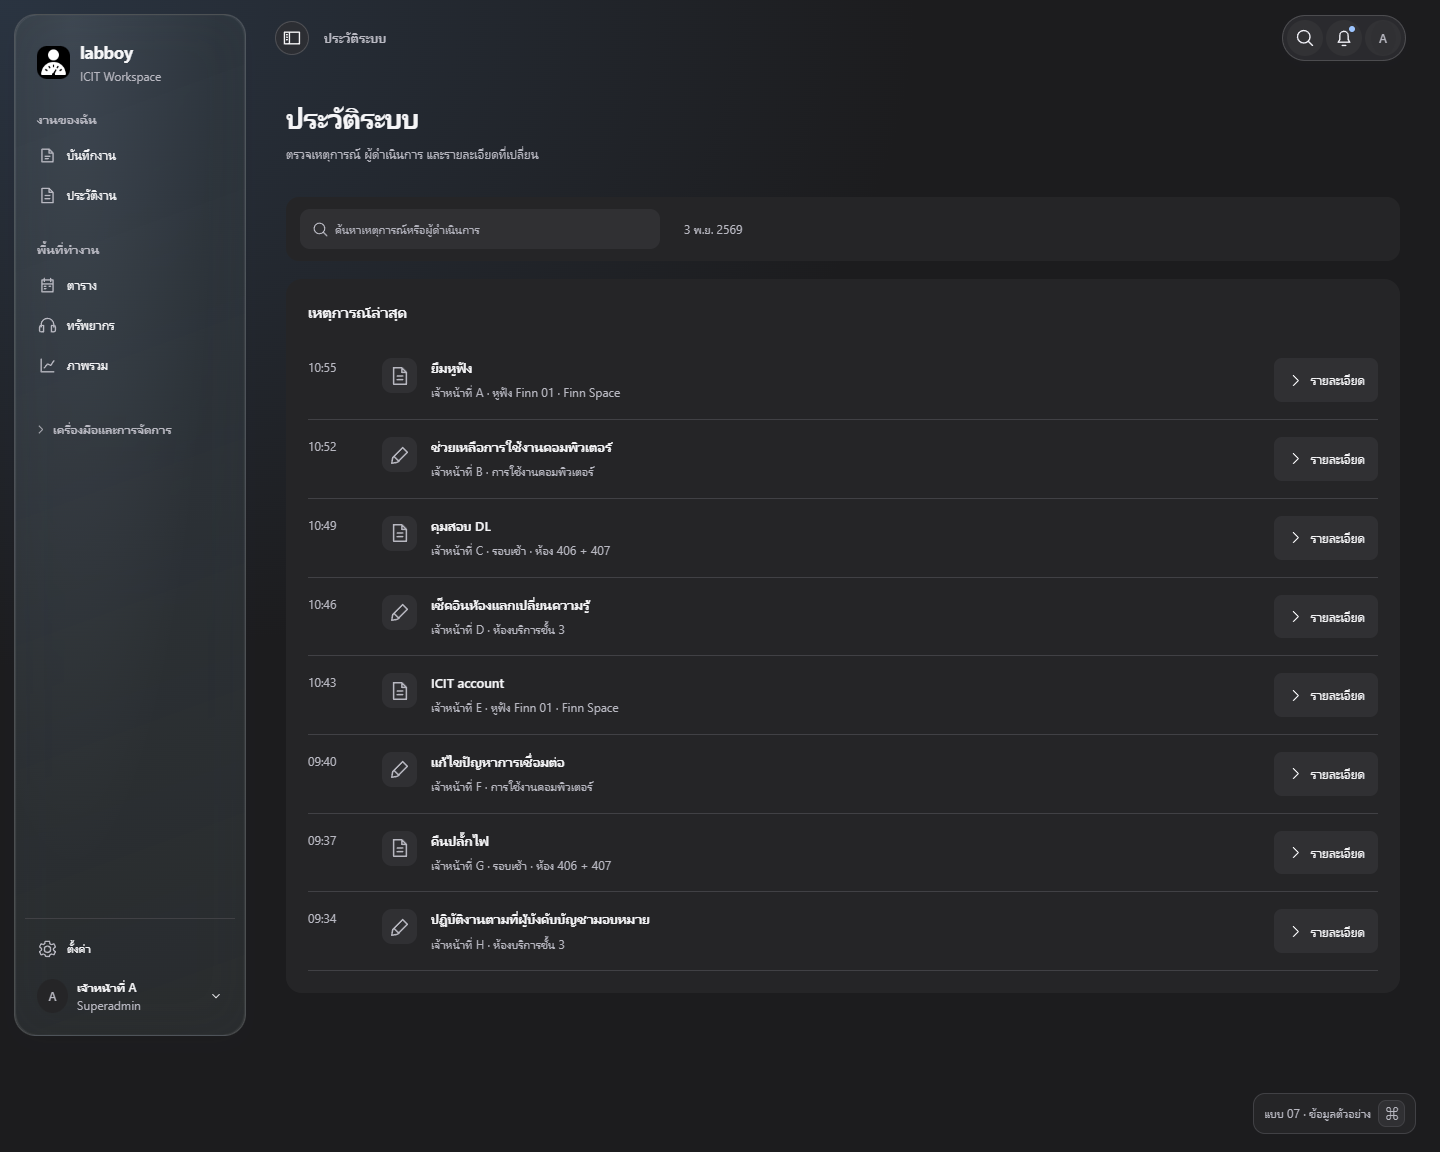 labboy
ICIT Workspace
งานของฉัน
บันทึกงาน
ประวัติงาน
พื้นที่ทำงาน
ตาราง
ทรัพยากร
ภาพรวม
เครื่องมือและการจัดการ
ตั้งค่า
A
เจ้าหน้าที่ A
Superadmin
ประวัติระบบ
A
ประวัติระบบ
ตรวจเหตุการณ์ ผู้ดำเนินการ และรายละเอียดที่เปลี่ยน
ค้นหาเหตุการณ์หรือผู้ดำเนินการ
3 พ.ย. 2569
เหตุการณ์ล่าสุด
10:55
ยืมหูฟัง
เจ้าหน้าที่ A · หูฟัง Finn 01 · Finn Space
รายละเอียด
10:52
ช่วยเหลือการใช้งานคอมพิวเตอร์
เจ้าหน้าที่ B · การใช้งานคอมพิวเตอร์
รายละเอียด
10:49
คุมสอบ DL
เจ้าหน้าที่ C · รอบเช้า · ห้อง 406 + 407
รายละเอียด
10:46
เช็คอินห้องแลกเปลี่ยนความรู้
เจ้าหน้าที่ D · ห้องบริการชั้น 3
รายละเอียด
10:43
ICIT account
เจ้าหน้าที่ E · หูฟัง Finn 01 · Finn Space
รายละเอียด
09:40
แก้ไขปัญหาการเชื่อมต่อ
เจ้าหน้าที่ F · การใช้งานคอมพิวเตอร์
รายละเอียด
09:37
คืนปลั๊กไฟ
เจ้าหน้าที่ G · รอบเช้า · ห้อง 406 + 407
รายละเอียด
09:34
ปฏิบัติงานตามที่ผู้บังคับบัญชามอบหมาย
เจ้าหน้าที่ H · ห้องบริการชั้น 3
รายละเอียด
แบบ 07 · ข้อมูลตัวอย่าง ⌘